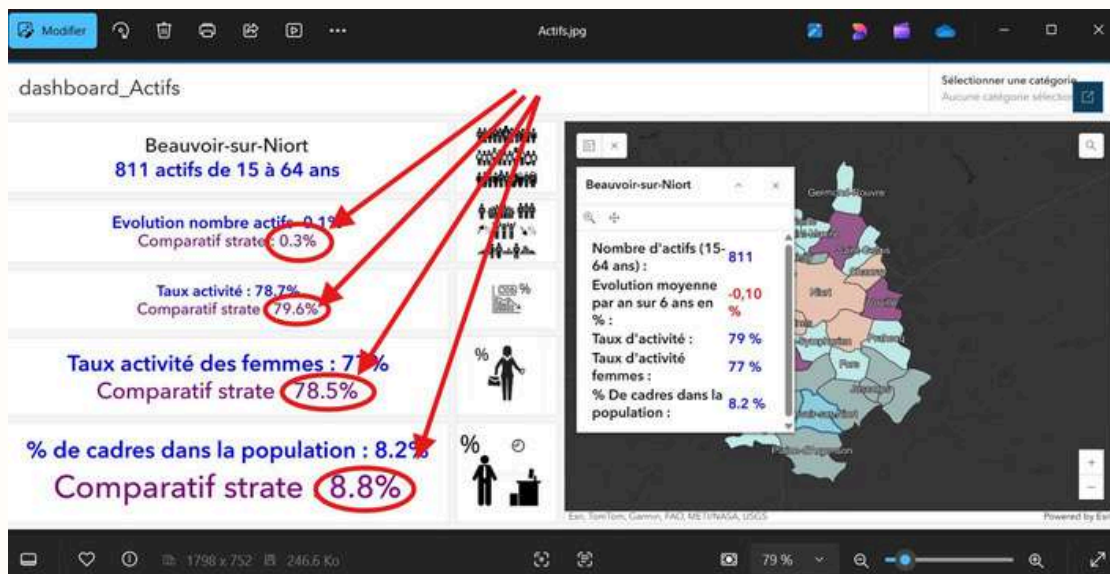 Modifier
Actifs.jpg
dashboard_Actifs
Sélectionner une catégorie
Aucune catégorie sélection
Beauvoir-sur-Niort
811 actifs de 15 à 64 ans
Evolution nombre actifs 0.1%
Comparatif strate : 0.3%
Taux activité : 78.7%
Comparatif strate 79.6%
Taux activité des femmes : 77%
Comparatif strate 78.5%
% de cadres dans la population : 8.2%
Comparatif strate 8.8%
%
%
%
Beauvoir-sur-Niort
Nombre d'actifs (15-
64 ans) :
811
Evolution moyenne
par an sur 6 ans en
% :
-0,10
%
Taux d'activité :
79 %
Taux d'activité
femmes :
77 %
% De cadres dans la
population :
8.2 %
Niort
Esri, TomTom, Garmin, FAO, METI/NASA, USGS
Powered by Esri
1798 x 752
246.6 Ko
79 %